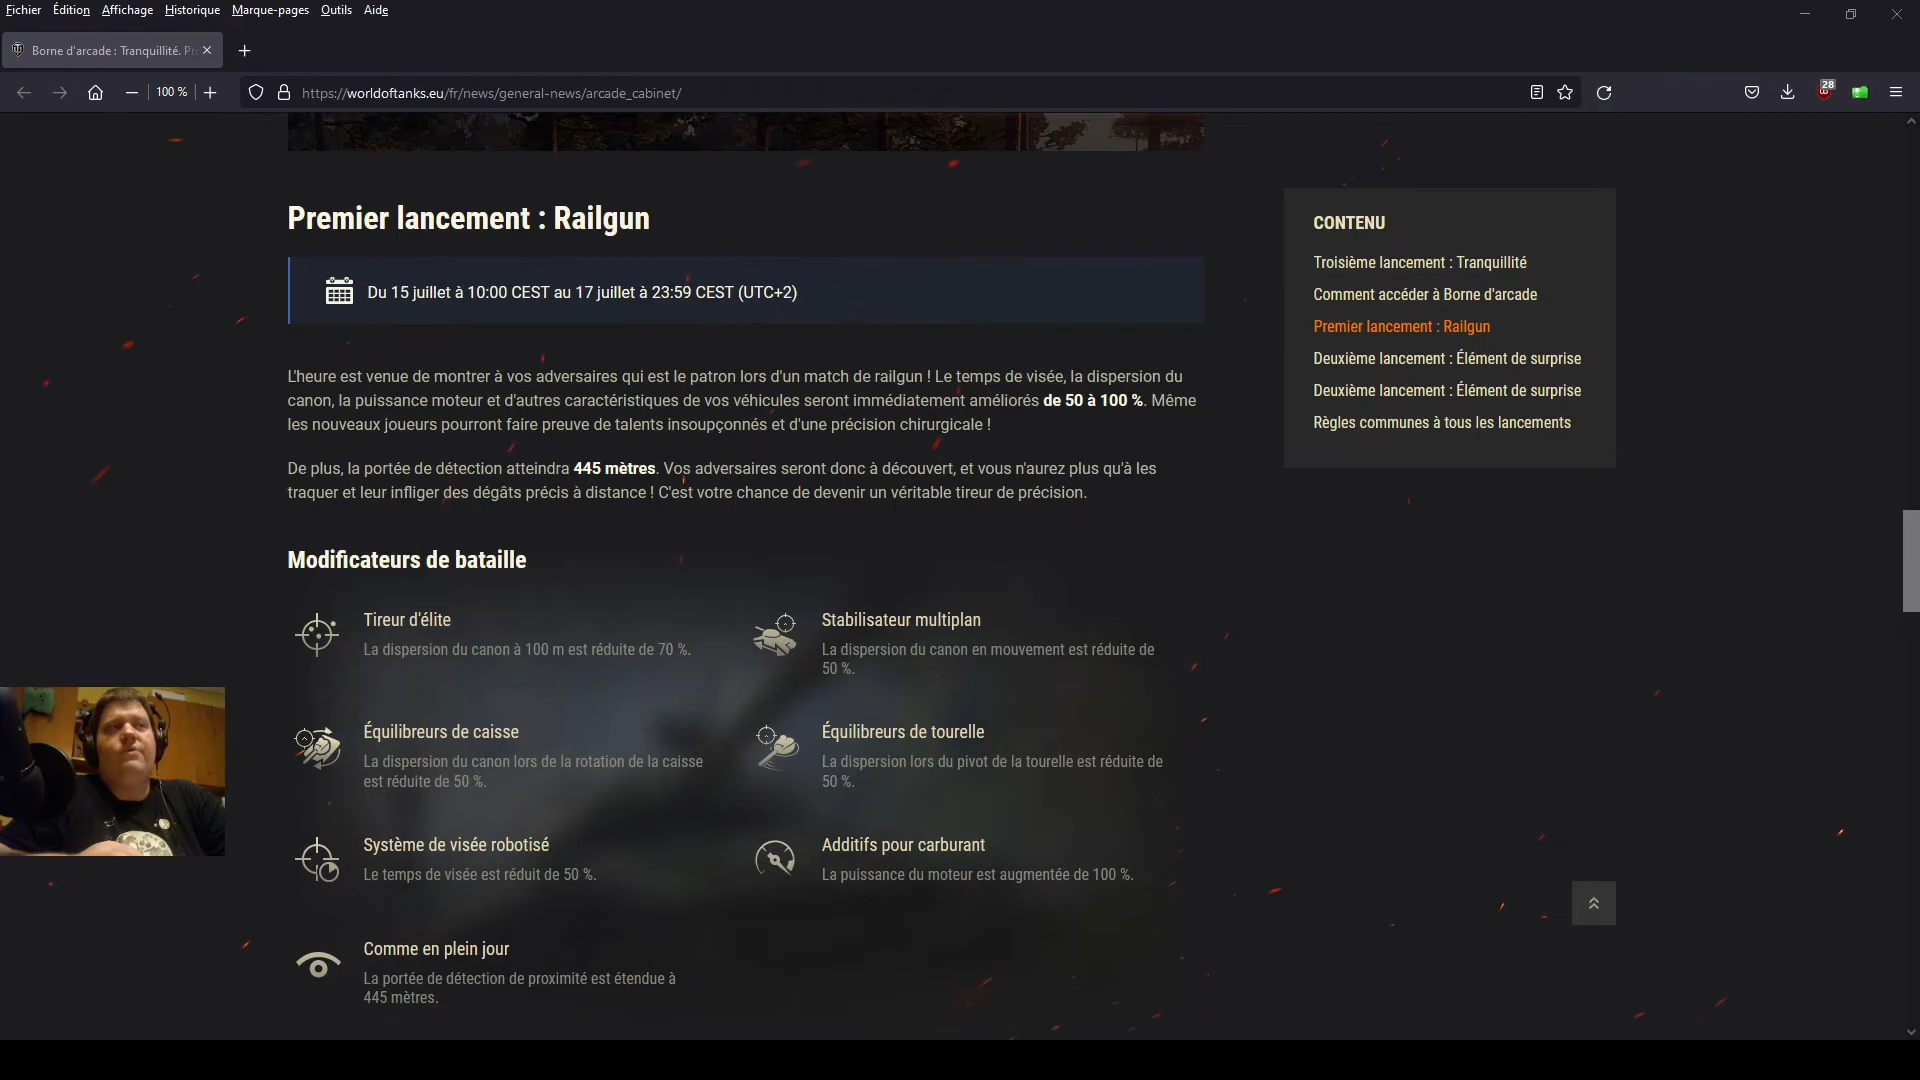 Fichier Édition Affichage Historique Marque-pages Outils Aide
Borne d'arcade : Tranquillité. Pr
100 %
https://worldoftanks.eu/fr/news/general-news/arcade_cabinet/
28
Premier lancement : Railgun
Du 15 juillet à 10:00 CEST au 17 juillet à 23:59 CEST (UTC+2)
L'heure est venue de montrer à vos adversaires qui est le patron lors d'un match de railgun ! Le temps de visée, la dispersion du
canon, la puissance moteur et d'autres caractéristiques de vos véhicules seront immédiatement améliorés de 50 à 100 %. Même
les nouveaux joueurs pourront faire preuve de talents insoupçonnés et d'une précision chirurgicale !
De plus, la portée de détection atteindra 445 mètres. Vos adversaires seront donc à découvert, et vous n'aurez plus qu'à les
traquer et leur infliger des dégâts précis à distance ! C'est votre chance de devenir un véritable tireur de précision.
Modificateurs de bataille
Tireur d'élite
La dispersion du canon à 100 m est réduite de 70 %.
Stabilisateur multiplan
La dispersion du canon en mouvement est réduite de
50 %.
Équilibreurs de caisse
La dispersion du canon lors de la rotation de la caisse
est réduite de 50 %.
Équilibreurs de tourelle
La dispersion lors du pivot de la tourelle est réduite de
50 %.
Système de visée robotisé
Le temps de visée est réduit de 50 %.
Additifs pour carburant
La puissance du moteur est augmentée de 100 %.
Comme en plein jour
La portée de détection de proximité est étendue à
445 mètres.
CONTENU
Troisième lancement : Tranquillité
Comment accéder à Borne d'arcade
Premier lancement : Railgun
Deuxième lancement : Élément de surprise
Deuxième lancement : Élément de surprise
Règles communes à tous les lancements